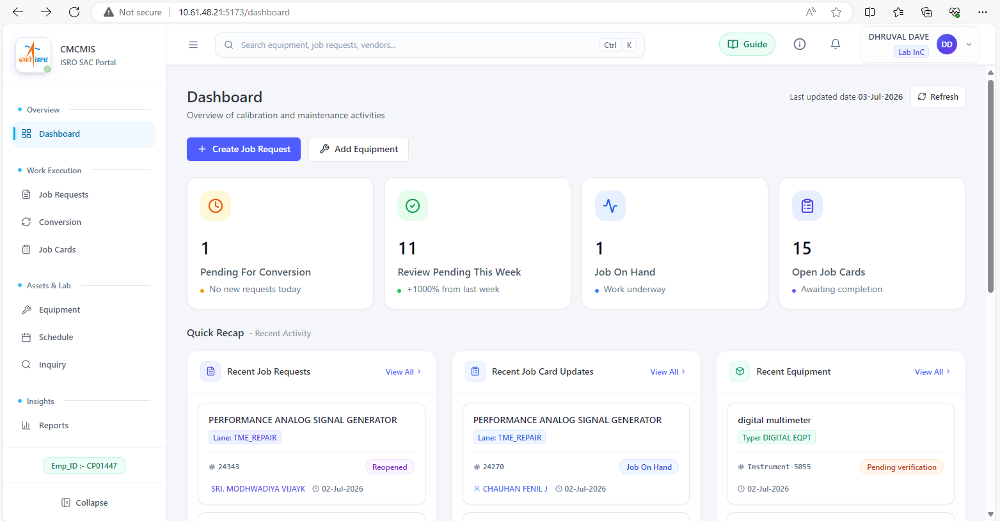 Not secure
10.61.48.21:5173/dashboard
CMCMIS
ISRO SAC Portal
इसरो isro
Search equipment, job requests, vendors...
Ctrl K
Guide
DHRUVAL DAVE
Lab InC
DD
Overview
Dashboard
Work Execution
Job Requests
Conversion
Job Cards
Assets & Lab
Equipment
Schedule
Inquiry
Insights
Reports
Emp_ID :- CP01447
Collapse
Dashboard
Overview of calibration and maintenance activities
Last updated date 03-Jul-2026
Refresh
Create Job Request
Add Equipment
1
Pending For Conversion
No new requests today
11
Review Pending This Week
+1000% from last week
1
Job On Hand
Work underway
15
Open Job Cards
Awaiting completion
Quick Recap - Recent Activity
Recent Job Requests
View All
PERFORMANCE ANALOG SIGNAL GENERATOR
Lane: TME_REPAIR
# 24343
Reopened
SRI. MODHWADIYA VIJAYK
02-Jul-2026
Recent Job Card Updates
View All
PERFORMANCE ANALOG SIGNAL GENERATOR
Lane: TME_REPAIR
# 24270
Job On Hand
CHAUHAN FENIL J
02-Jul-2026
Recent Equipment
View All
digital multimeter
Type: DIGITAL EQPT
# Instrument-5055
Pending verification
02-Jul-2026